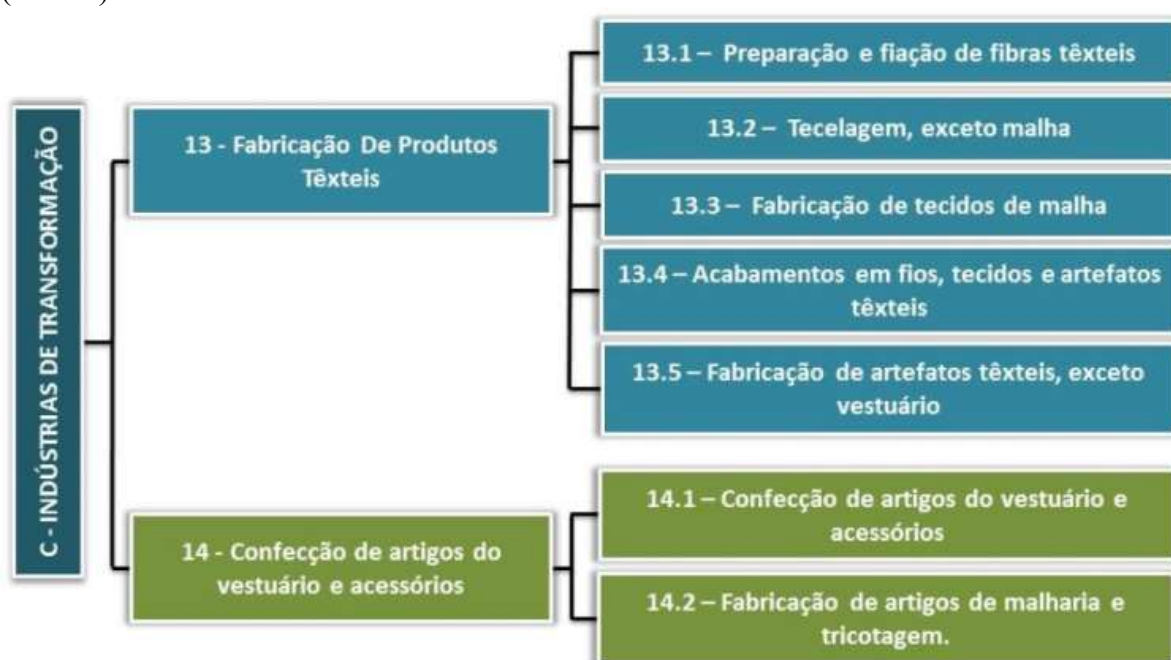 C - INDÚSTRIAS DE TRANSFORMAÇÃO
13 - Fabricação De Produtos
Têxteis
13.1 – Preparação e fiação de fibras têxteis
13.2 – Tecelagem, exceto malha
13.3 – Fabricação de tecidos de malha
13.4 – Acabamentos em fios, tecidos e artefatos
têxteis
13.5 – Fabricação de artefatos têxteis, exceto
vestuário
14 - Confecção de artigos do
vestuário e acessórios
14.1 – Confecção de artigos do vestuário e
acessórios
14.2 – Fabricação de artigos de malharia e
tricotagem.